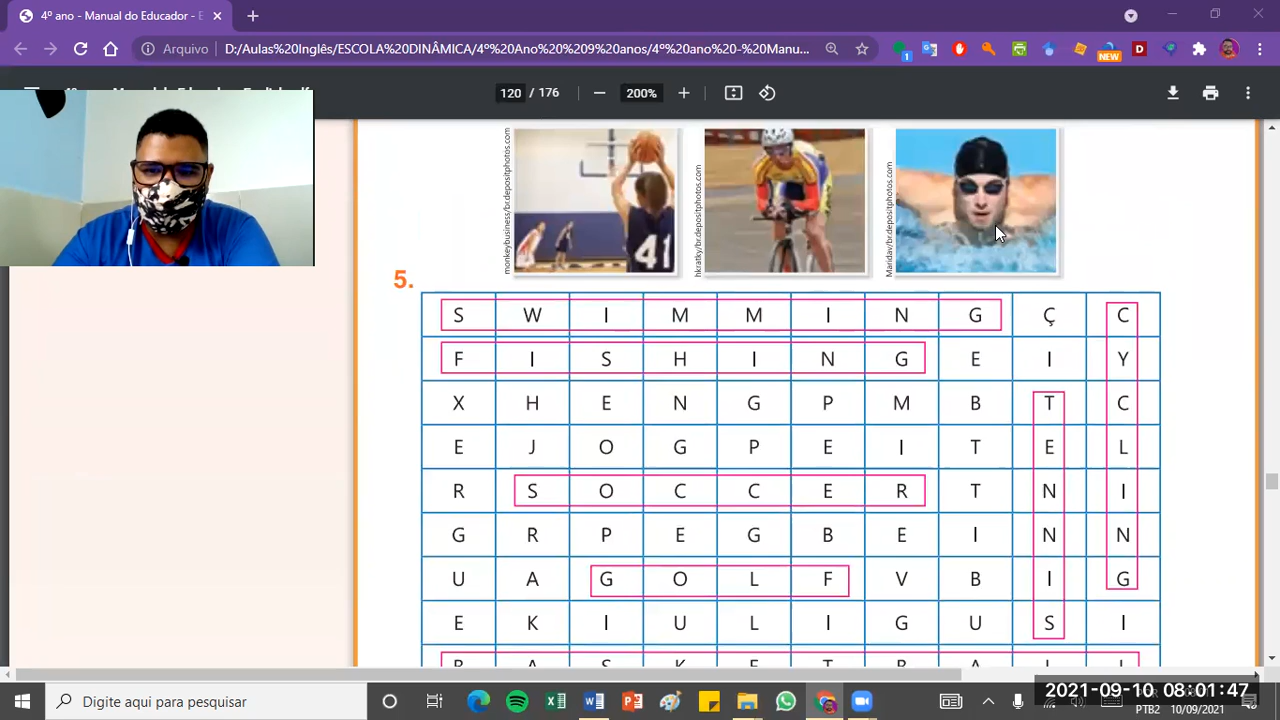 4º ano - Manual do Educador - E
Arquivo
D:/Aulas%20Inglês/ESCOLA%20DINÂMICA/4º%20Ano%20%209%20anos/4º%20ano%20-%20Manu...
1
NEW
D
120 / 176
200%
monkeybusiness/br.depositphotos.com
hkratky/br.depositphotos.com
Maridav/br.depositphotos.com
41
5.
S W I M M I N G Ç C
F I S H I N G E I Y
X H E N G P M B T C
E J O G P E I T E L
R S O C C E R T N I
G R P E G B E I N N
U A G O L F V B I G
E K I U L I G U S I
B A S K E T B A L L
Digite aqui para pesquisar
2021-09-10 08:01:47
PTB2
10/09/2021